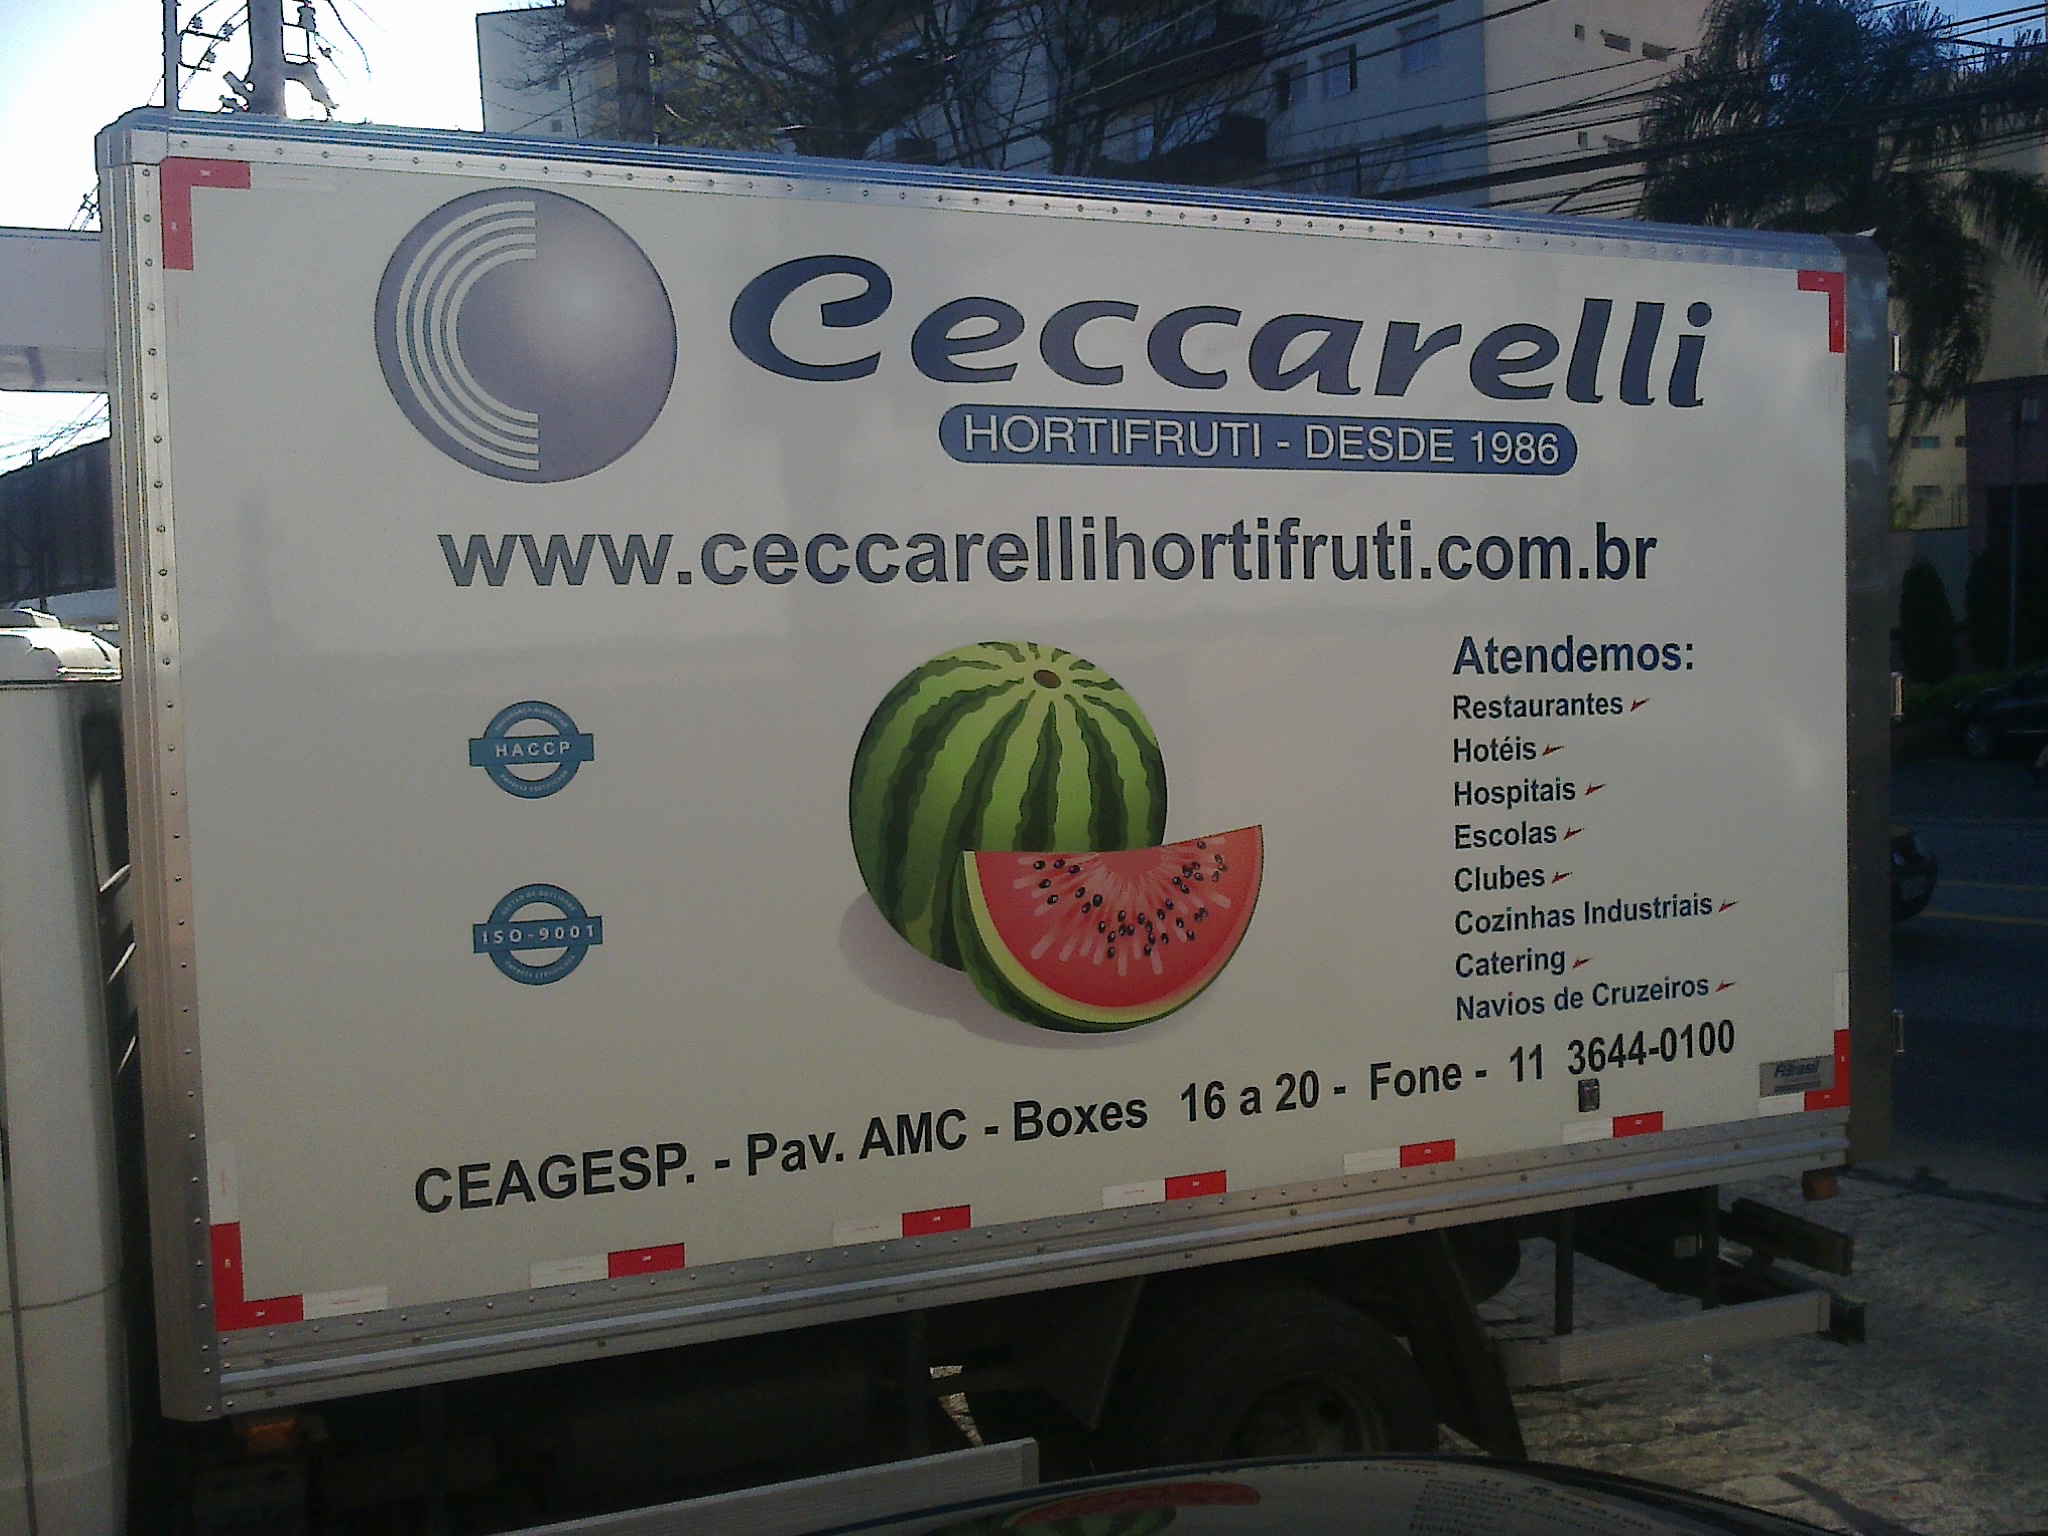 Ceccarelli
HORTIFRUTI - DESDE 1986
www.ceccarellihortifruti.com.br
HACCP
ISO-9001
Atendemos:
Restaurantes
Hotéis
Hospitais
Escolas
Clubes
Cozinhas Industriais
Catering
Navios de Cruzeiros
CEAGESP. - Pav. AMC - Boxes 16 a 20 - Fone - 11 3644-0100